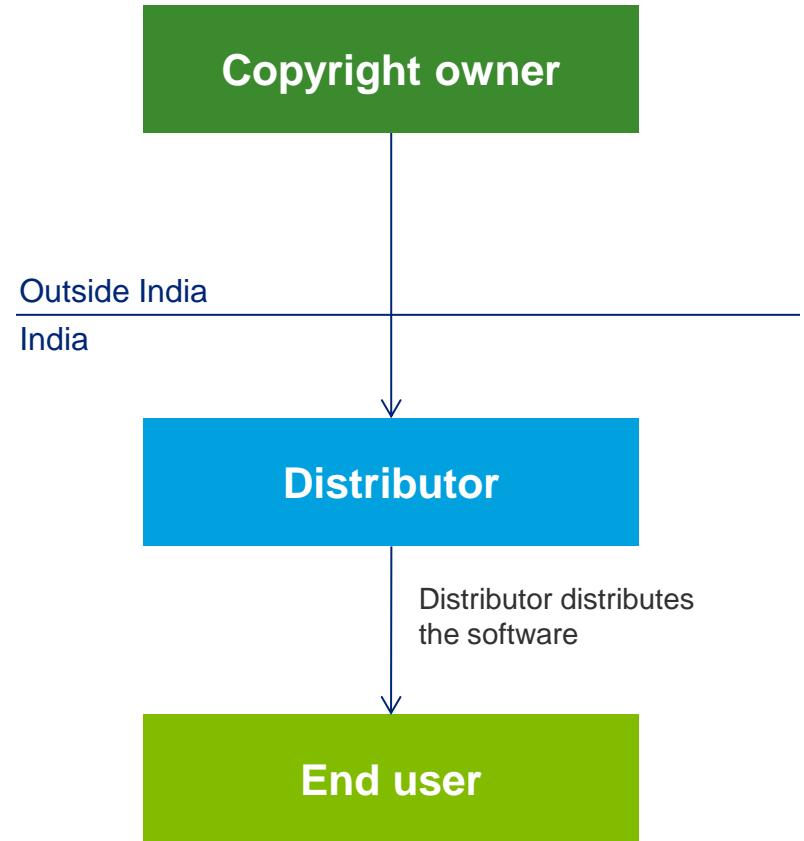 Copyright owner
Outside India
India
Distributor
Distributor distributes
the software
End user